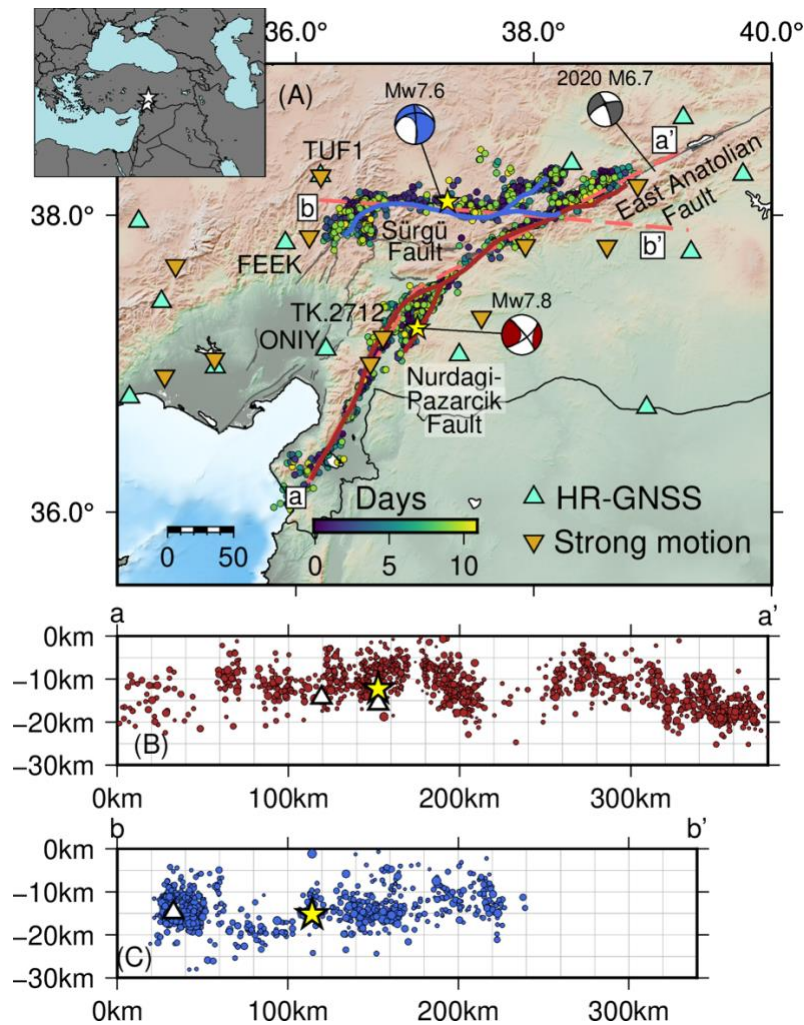 36.0°
38.0°
40.0°
(A)
Mw7.6
2020 M6.7
TUF1
a'
b
38.0°
East Anatolian
Fault
Sürgü
Fault
b'
FEEK
TK.2712
Mw7.8
ONIY
Nurdagi-
Pazarcik
Fault
a
Days
HR-GNSS
36.0°
0
50
0
5
10
Strong motion
a
a'
0km
-10km
-20km
-30km
(B)
0km
100km
200km
300km
b
b'
0km
-10km
-20km
-30km
(C)
0km
100km
200km
300km